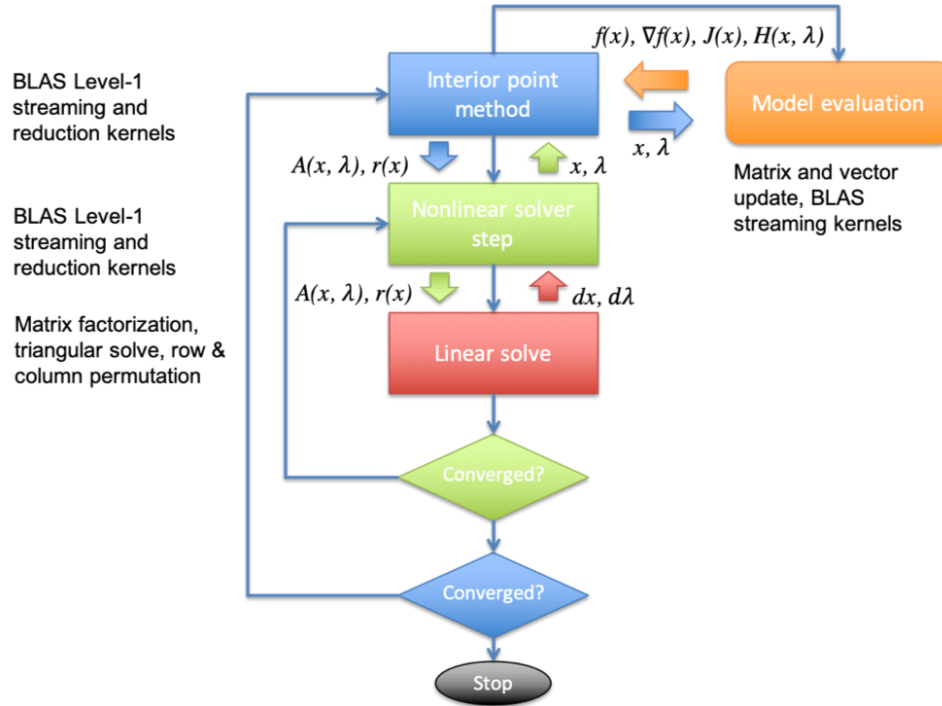 f(x), ∇f(x), J(x), H(x, λ)
BLAS Level-1
streaming and
reduction kernels
Interior point
method
Model evaluation
x, λ
A(x, λ), r(x)
x, λ
Matrix and vector
update, BLAS
streaming kernels
BLAS Level-1
streaming and
reduction kernels
Nonlinear solver
step
A(x, λ), r(x)
dx, dλ
Matrix factorization,
triangular solve, row &
column permutation
Linear solve
Converged?
Converged?
Stop